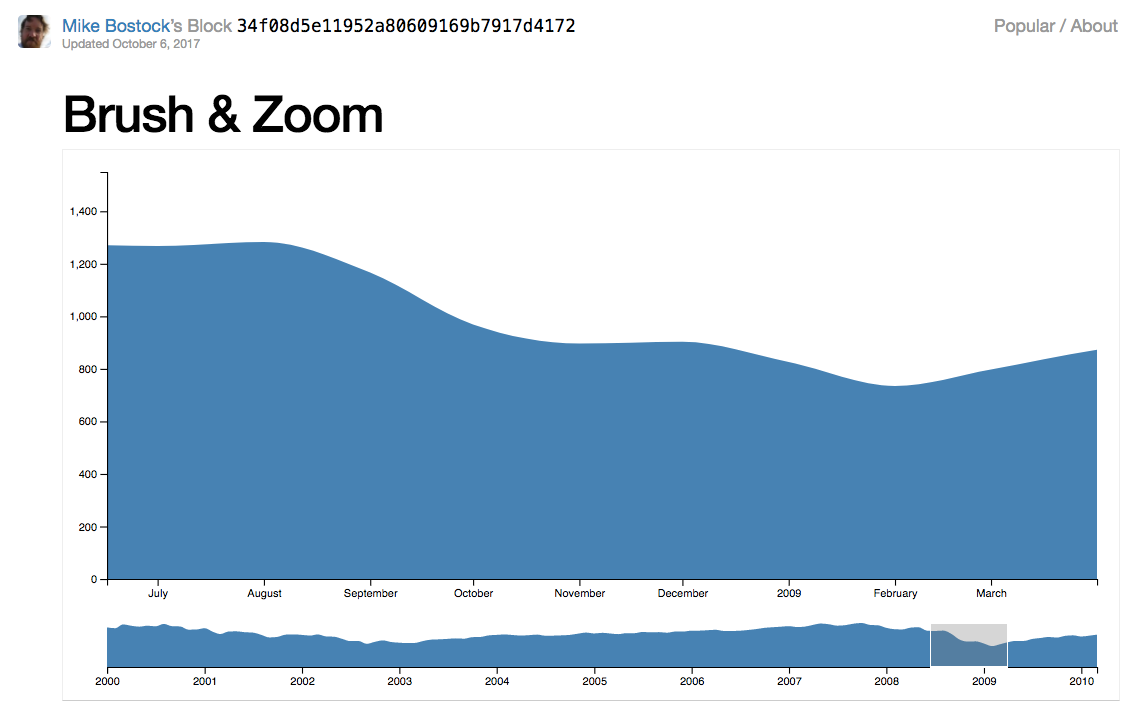 Mike Bostock’s Block 34f08d5e11952a80609169b7917d4172
Popular / About
Updated October 6, 2017
Brush & Zoom
1,400
1,200
1,000
800
600
400
200
0
July August September October November December 2009 February March
2000 2001 2002 2003 2004 2005 2006 2007 2008 2009 2010